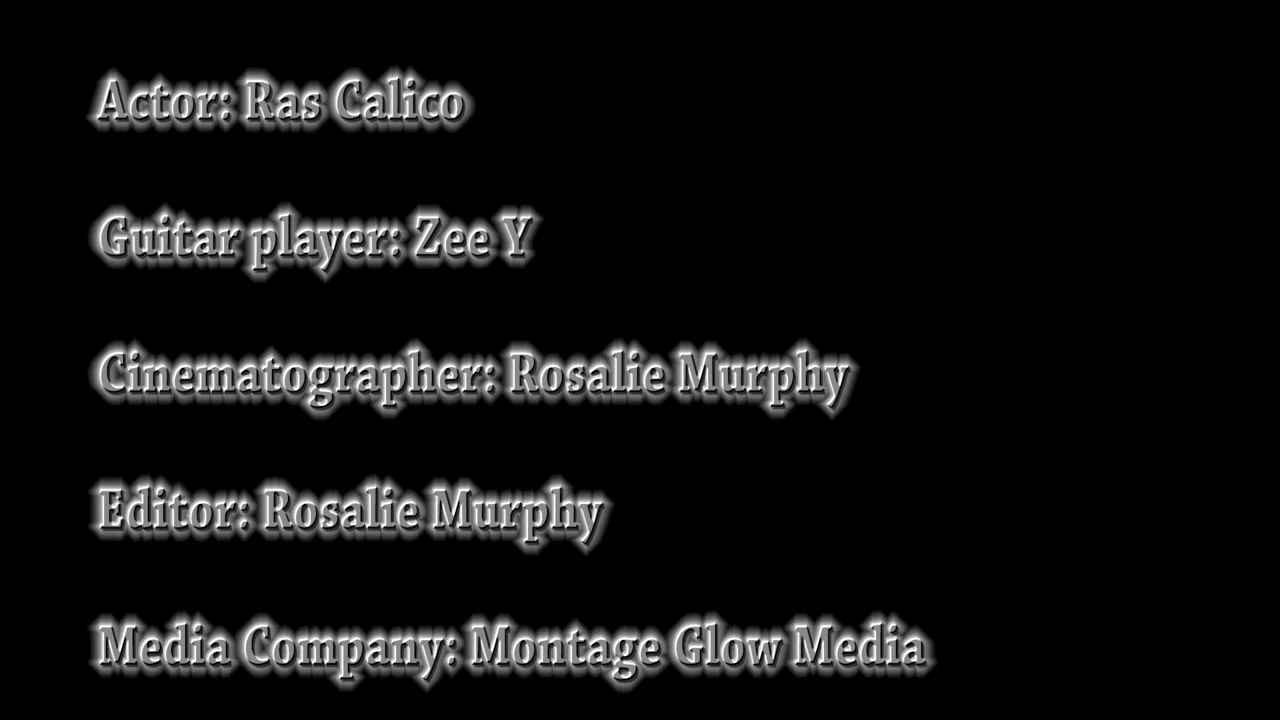 Actor: Ras Calico
Guitar player: Zee Y
Cinematographer: Rosalie Murphy
Editor: Rosalie Murphy
Media Company: Montage Glow Media